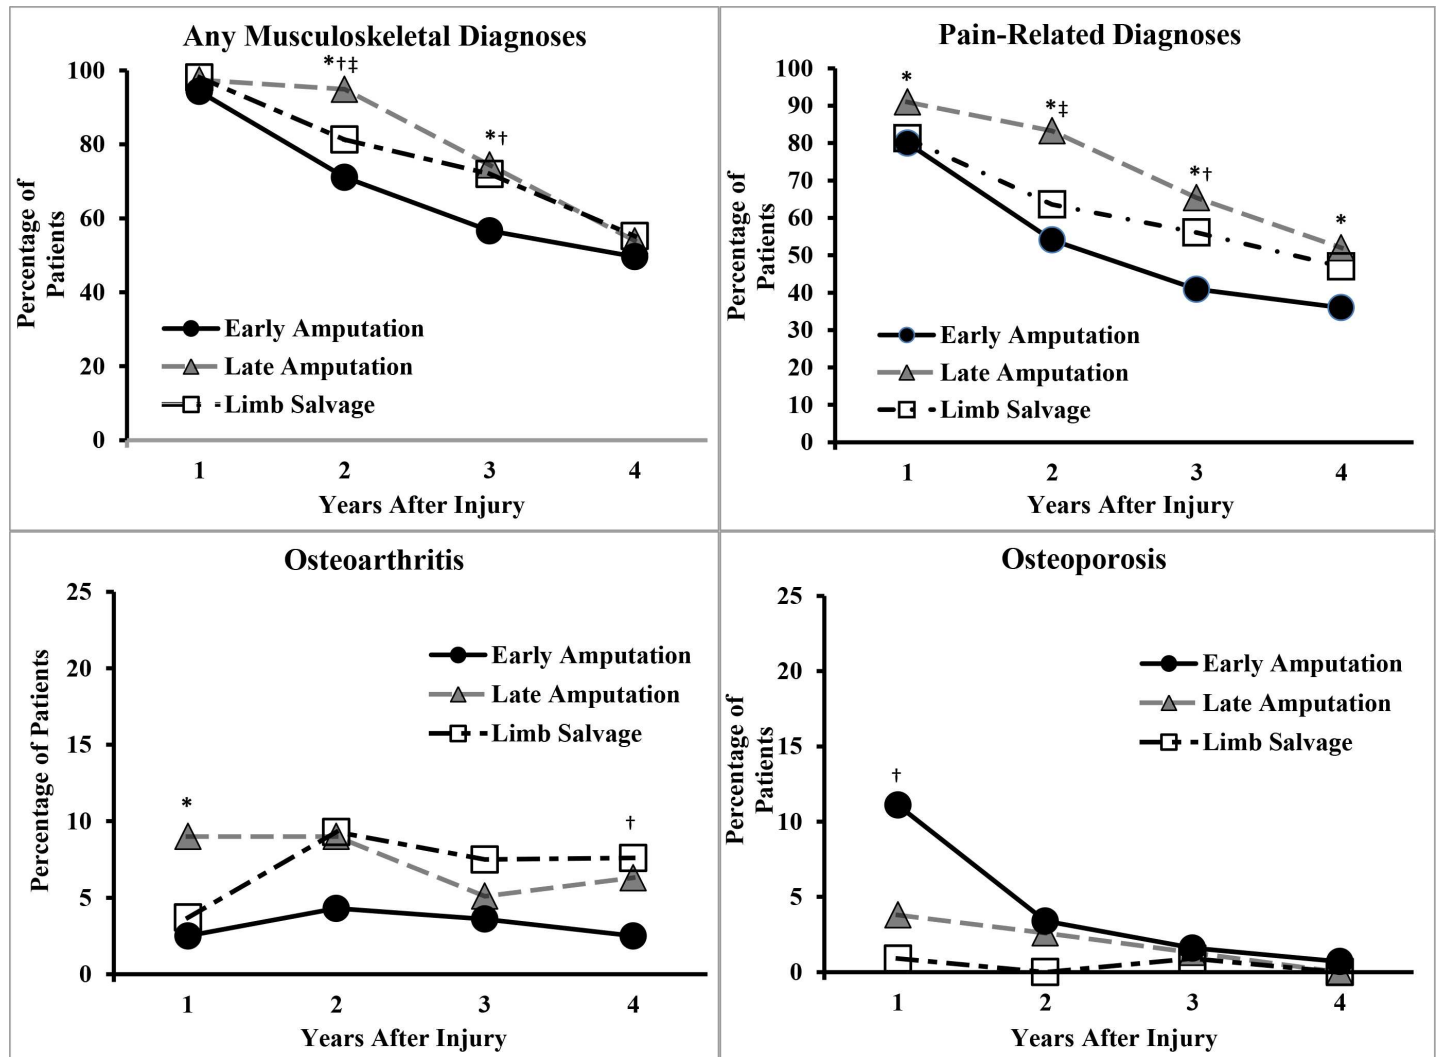 Any Musculoskeletal Diagnoses
100
80
60
40
20
0
Percentage of
Patients
*†‡
*†
Early Amputation
Late Amputation
Limb Salvage
1 2 3 4
Years After Injury
Pain-Related Diagnoses
100
90
80
70
60
50
40
30
20
10
0
Percentage of
Patients
*
*‡
*†
*
Early Amputation
Late Amputation
Limb Salvage
1 2 3 4
Years After Injury
Osteoarthritis
25
20
15
10
5
0
Percentage of Patients
*
†
Early Amputation
Late Amputation
Limb Salvage
1 2 3 4
Years After Injury
Osteoporosis
25
20
15
10
5
0
Percentage of
Patients
†
Early Amputation
Late Amputation
Limb Salvage
1 2 3 4
Years After Injury